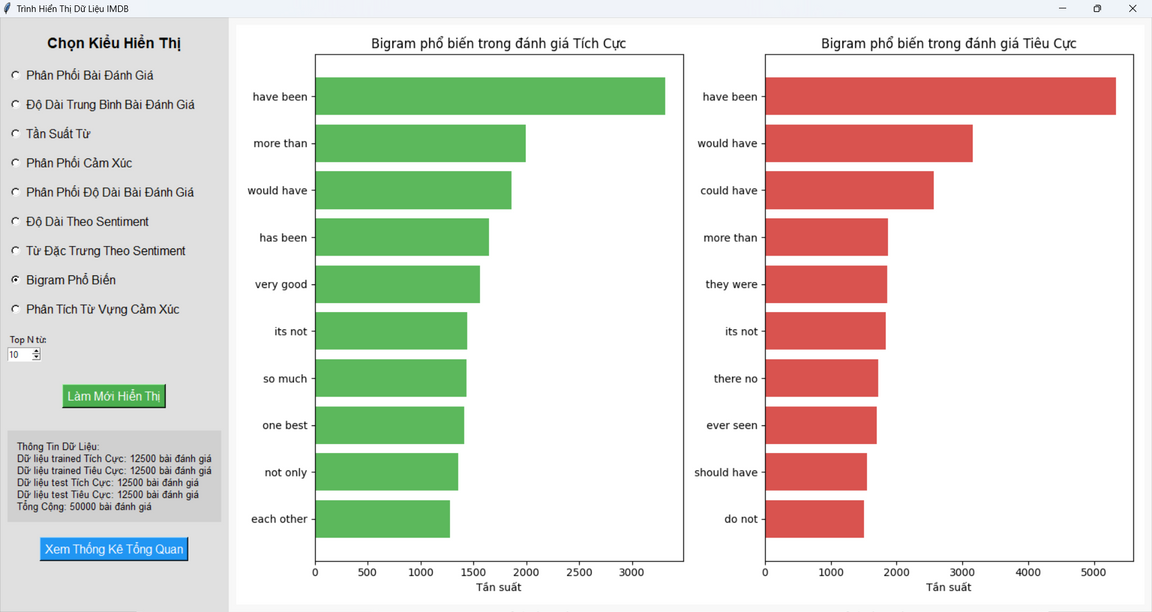 Trình Hiển Thị Dữ Liệu IMDB
Chọn Kiểu Hiển Thị
Phân Phối Bài Đánh Giá
Độ Dài Trung Bình Bài Đánh Giá
Tần Suất Từ
Phân Phối Cảm Xúc
Phân Phối Độ Dài Bài Đánh Giá
Độ Dài Theo Sentiment
Từ Đặc Trưng Theo Sentiment
Bigram Phổ Biến
Phân Tích Từ Vựng Cảm Xúc
Top N từ:
10
Làm Mới Hiển Thị
Thông Tin Dữ Liệu:
Dữ liệu trained Tích Cực: 12500 bài đánh giá
Dữ liệu trained Tiêu Cực: 12500 bài đánh giá
Dữ liệu test Tích Cực: 12500 bài đánh giá
Dữ liệu test Tiêu Cực: 12500 bài đánh giá
Tổng Cộng: 50000 bài đánh giá
Xem Thống Kê Tổng Quan
Bigram phổ biến trong đánh giá Tích Cực
have been
more than
would have
has been
very good
its not
so much
one best
not only
each other
0 500 1000 1500 2000 2500 3000
Tần suất
Bigram phổ biến trong đánh giá Tiêu Cực
have been
would have
could have
more than
they were
its not
there no
ever seen
should have
do not
0 1000 2000 3000 4000 5000
Tần suất